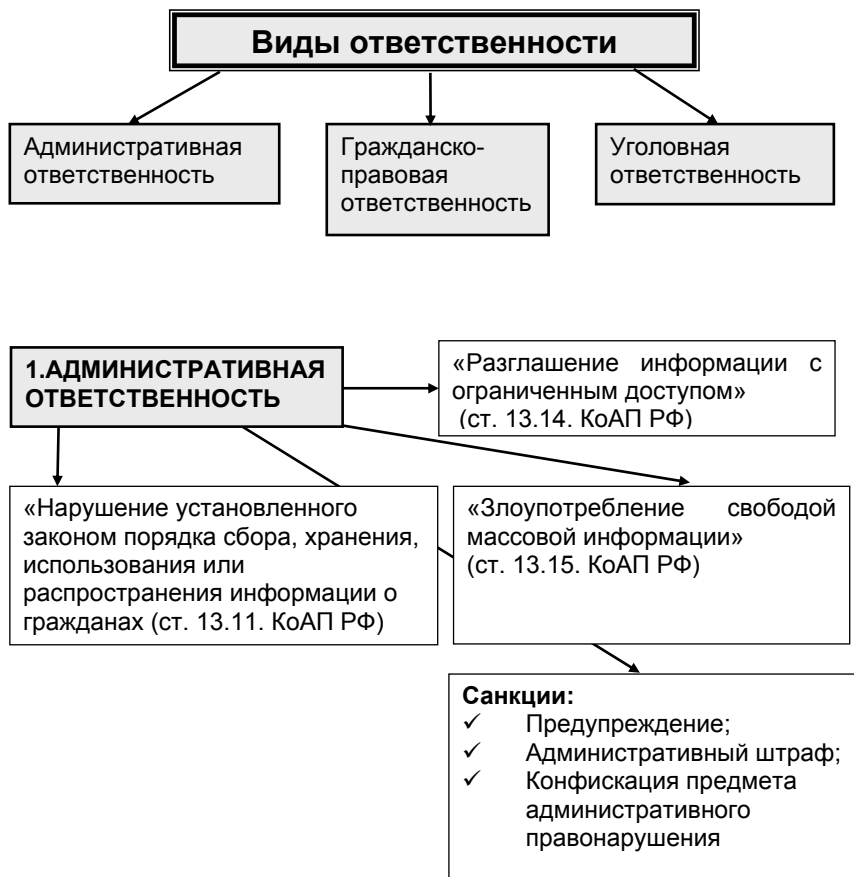 Виды ответственности
Административная
ответственность
Гражданско-
правовая
ответственность
Уголовная
ответственность
1.АДМИНИСТРАТИВНАЯ
ОТВЕТСТВЕННОСТЬ
«Разглашение информации с
ограниченным доступом»
(ст. 13.14. КоАП РФ)
«Нарушение установленного
законом порядка сбора, хранения,
использования или
распространения информации о
гражданах (ст. 13.11. КоАП РФ)
«Злоупотребление свободой
массовой информации»
(ст. 13.15. КоАП РФ)
Санкции:
✓ Предупреждение;
✓ Административный штраф;
✓ Конфискация предмета
административного
правонарушения